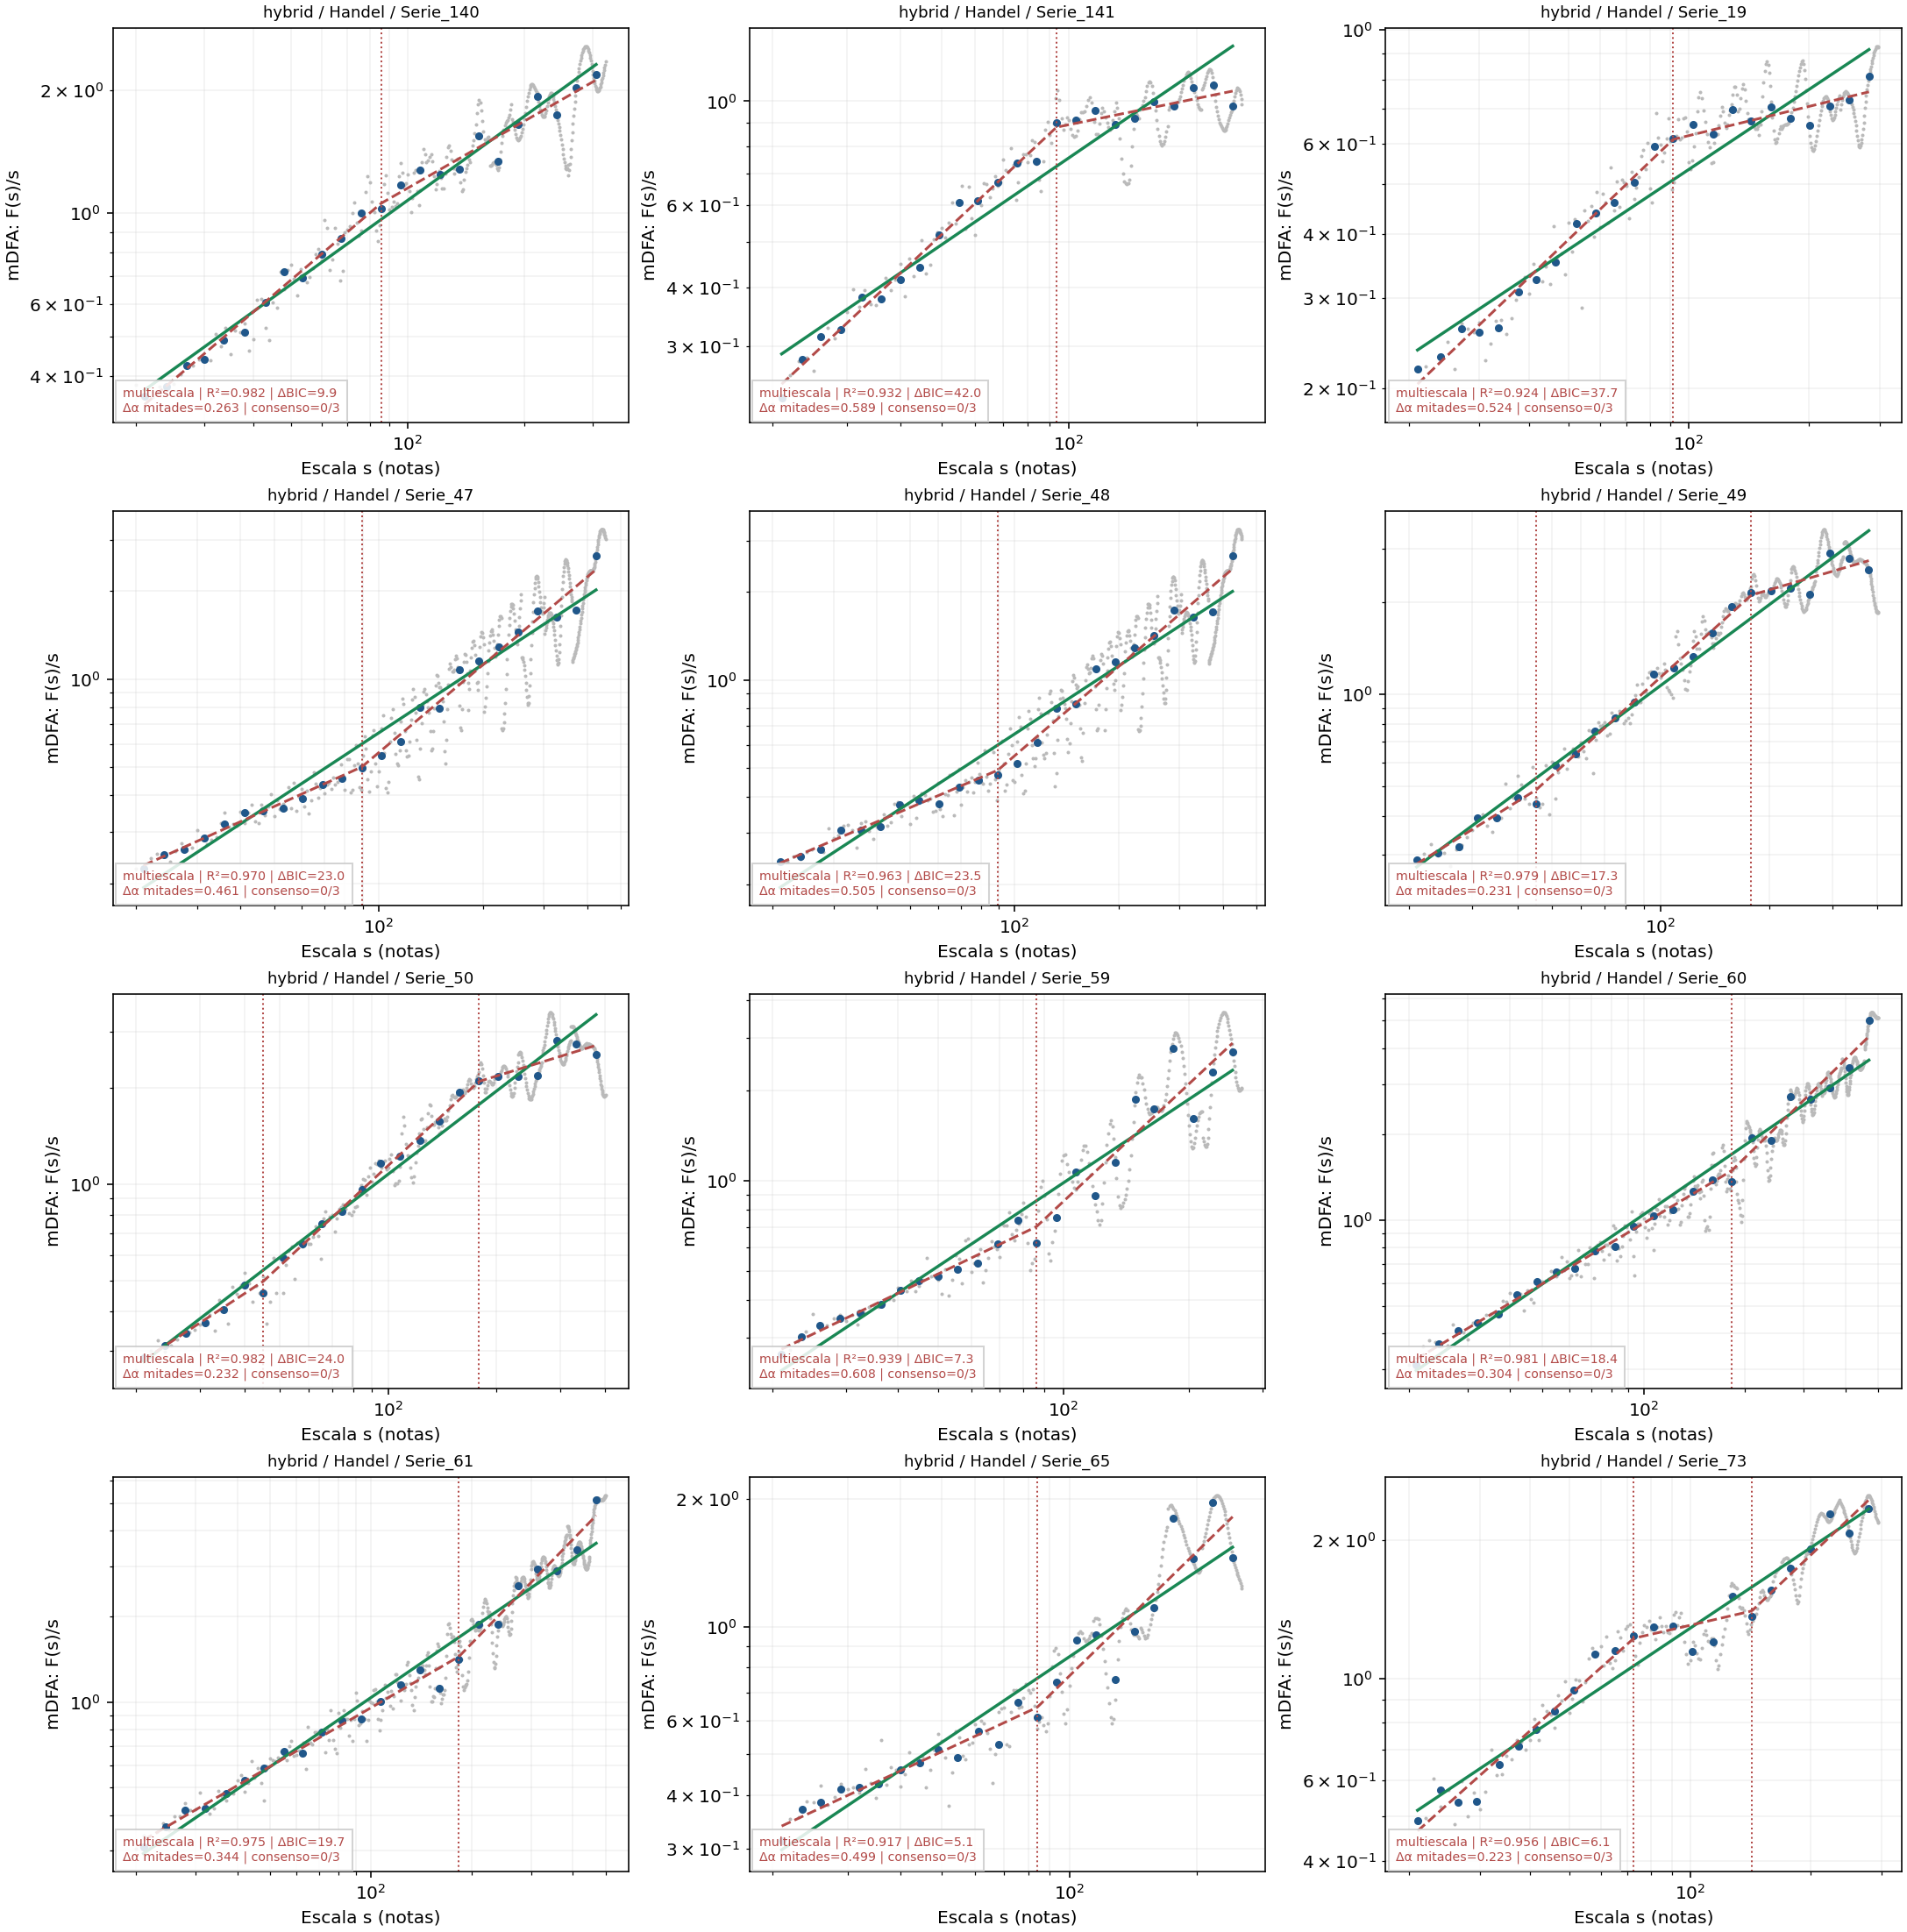 hybrid / Handel / Serie_140
mDFA: F(s)/s
2 × 10⁰
10⁰
6 × 10⁻¹
4 × 10⁻¹
multiescala | R²=0.982 | ΔBIC=9.9
Δα mitades=0.263 | consenso=0/3
10²
Escala s (notas)
hybrid / Handel / Serie_141
mDFA: F(s)/s
10⁰
6 × 10⁻¹
4 × 10⁻¹
3 × 10⁻¹
multiescala | R²=0.932 | ΔBIC=42.0
Δα mitades=0.589 | consenso=0/3
10²
Escala s (notas)
hybrid / Handel / Serie_19
mDFA: F(s)/s
10⁰
6 × 10⁻¹
4 × 10⁻¹
3 × 10⁻¹
2 × 10⁻¹
multiescala | R²=0.924 | ΔBIC=37.7
Δα mitades=0.524 | consenso=0/3
10²
Escala s (notas)
hybrid / Handel / Serie_47
mDFA: F(s)/s
10⁰
multiescala | R²=0.970 | ΔBIC=23.0
Δα mitades=0.461 | consenso=0/3
10²
Escala s (notas)
hybrid / Handel / Serie_48
mDFA: F(s)/s
10⁰
multiescala | R²=0.963 | ΔBIC=23.5
Δα mitades=0.505 | consenso=0/3
10²
Escala s (notas)
hybrid / Handel / Serie_49
mDFA: F(s)/s
10⁰
multiescala | R²=0.979 | ΔBIC=17.3
Δα mitades=0.231 | consenso=0/3
10²
Escala s (notas)
hybrid / Handel / Serie_50
mDFA: F(s)/s
10⁰
multiescala | R²=0.982 | ΔBIC=24.0
Δα mitades=0.232 | consenso=0/3
10²
Escala s (notas)
hybrid / Handel / Serie_59
mDFA: F(s)/s
10⁰
multiescala | R²=0.939 | ΔBIC=7.3
Δα mitades=0.608 | consenso=0/3
10²
Escala s (notas)
hybrid / Handel / Serie_60
mDFA: F(s)/s
10⁰
multiescala | R²=0.981 | ΔBIC=18.4
Δα mitades=0.304 | consenso=0/3
10²
Escala s (notas)
hybrid / Handel / Serie_61
mDFA: F(s)/s
10⁰
multiescala | R²=0.975 | ΔBIC=19.7
Δα mitades=0.344 | consenso=0/3
10²
Escala s (notas)
hybrid / Handel / Serie_65
mDFA: F(s)/s
2 × 10⁰
10⁰
6 × 10⁻¹
4 × 10⁻¹
3 × 10⁻¹
multiescala | R²=0.917 | ΔBIC=5.1
Δα mitades=0.499 | consenso=0/3
10²
Escala s (notas)
hybrid / Handel / Serie_73
mDFA: F(s)/s
2 × 10⁰
10⁰
6 × 10⁻¹
4 × 10⁻¹
multiescala | R²=0.956 | ΔBIC=6.1
Δα mitades=0.223 | consenso=0/3
10²
Escala s (notas)